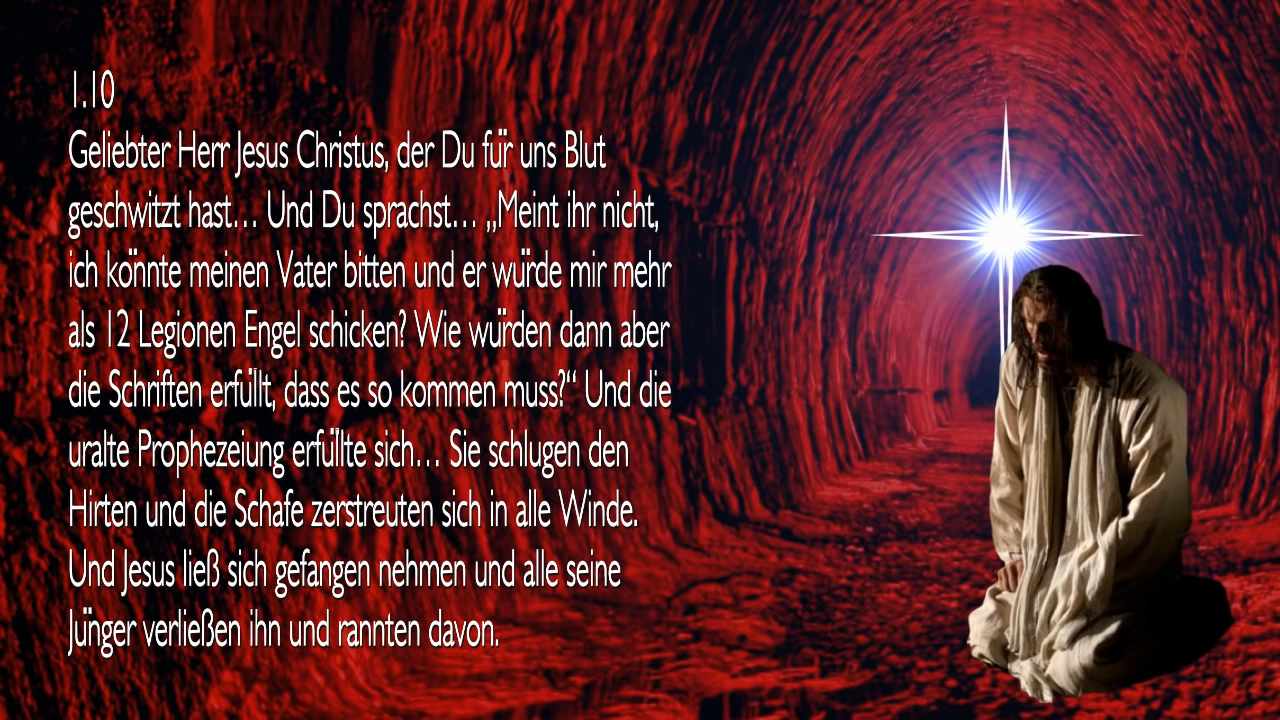 1.10
Geliebter Herr Jesus Christus, der Du für uns Blut
geschwitzt hast… Und Du sprachst… „Meint ihr nicht,
ich könnte meinen Vater bitten und er würde mir mehr
als 12 Legionen Engel schicken? Wie würden dann aber
die Schriften erfüllt, dass es so kommen muss?“ Und die
uralte Prophezeiung erfüllte sich… Sie schlugen den
Hirten und die Schafe zerstreuten sich in alle Winde.
Und Jesus ließ sich gefangen nehmen und alle seine
Jünger verließen ihn und rannten davon.